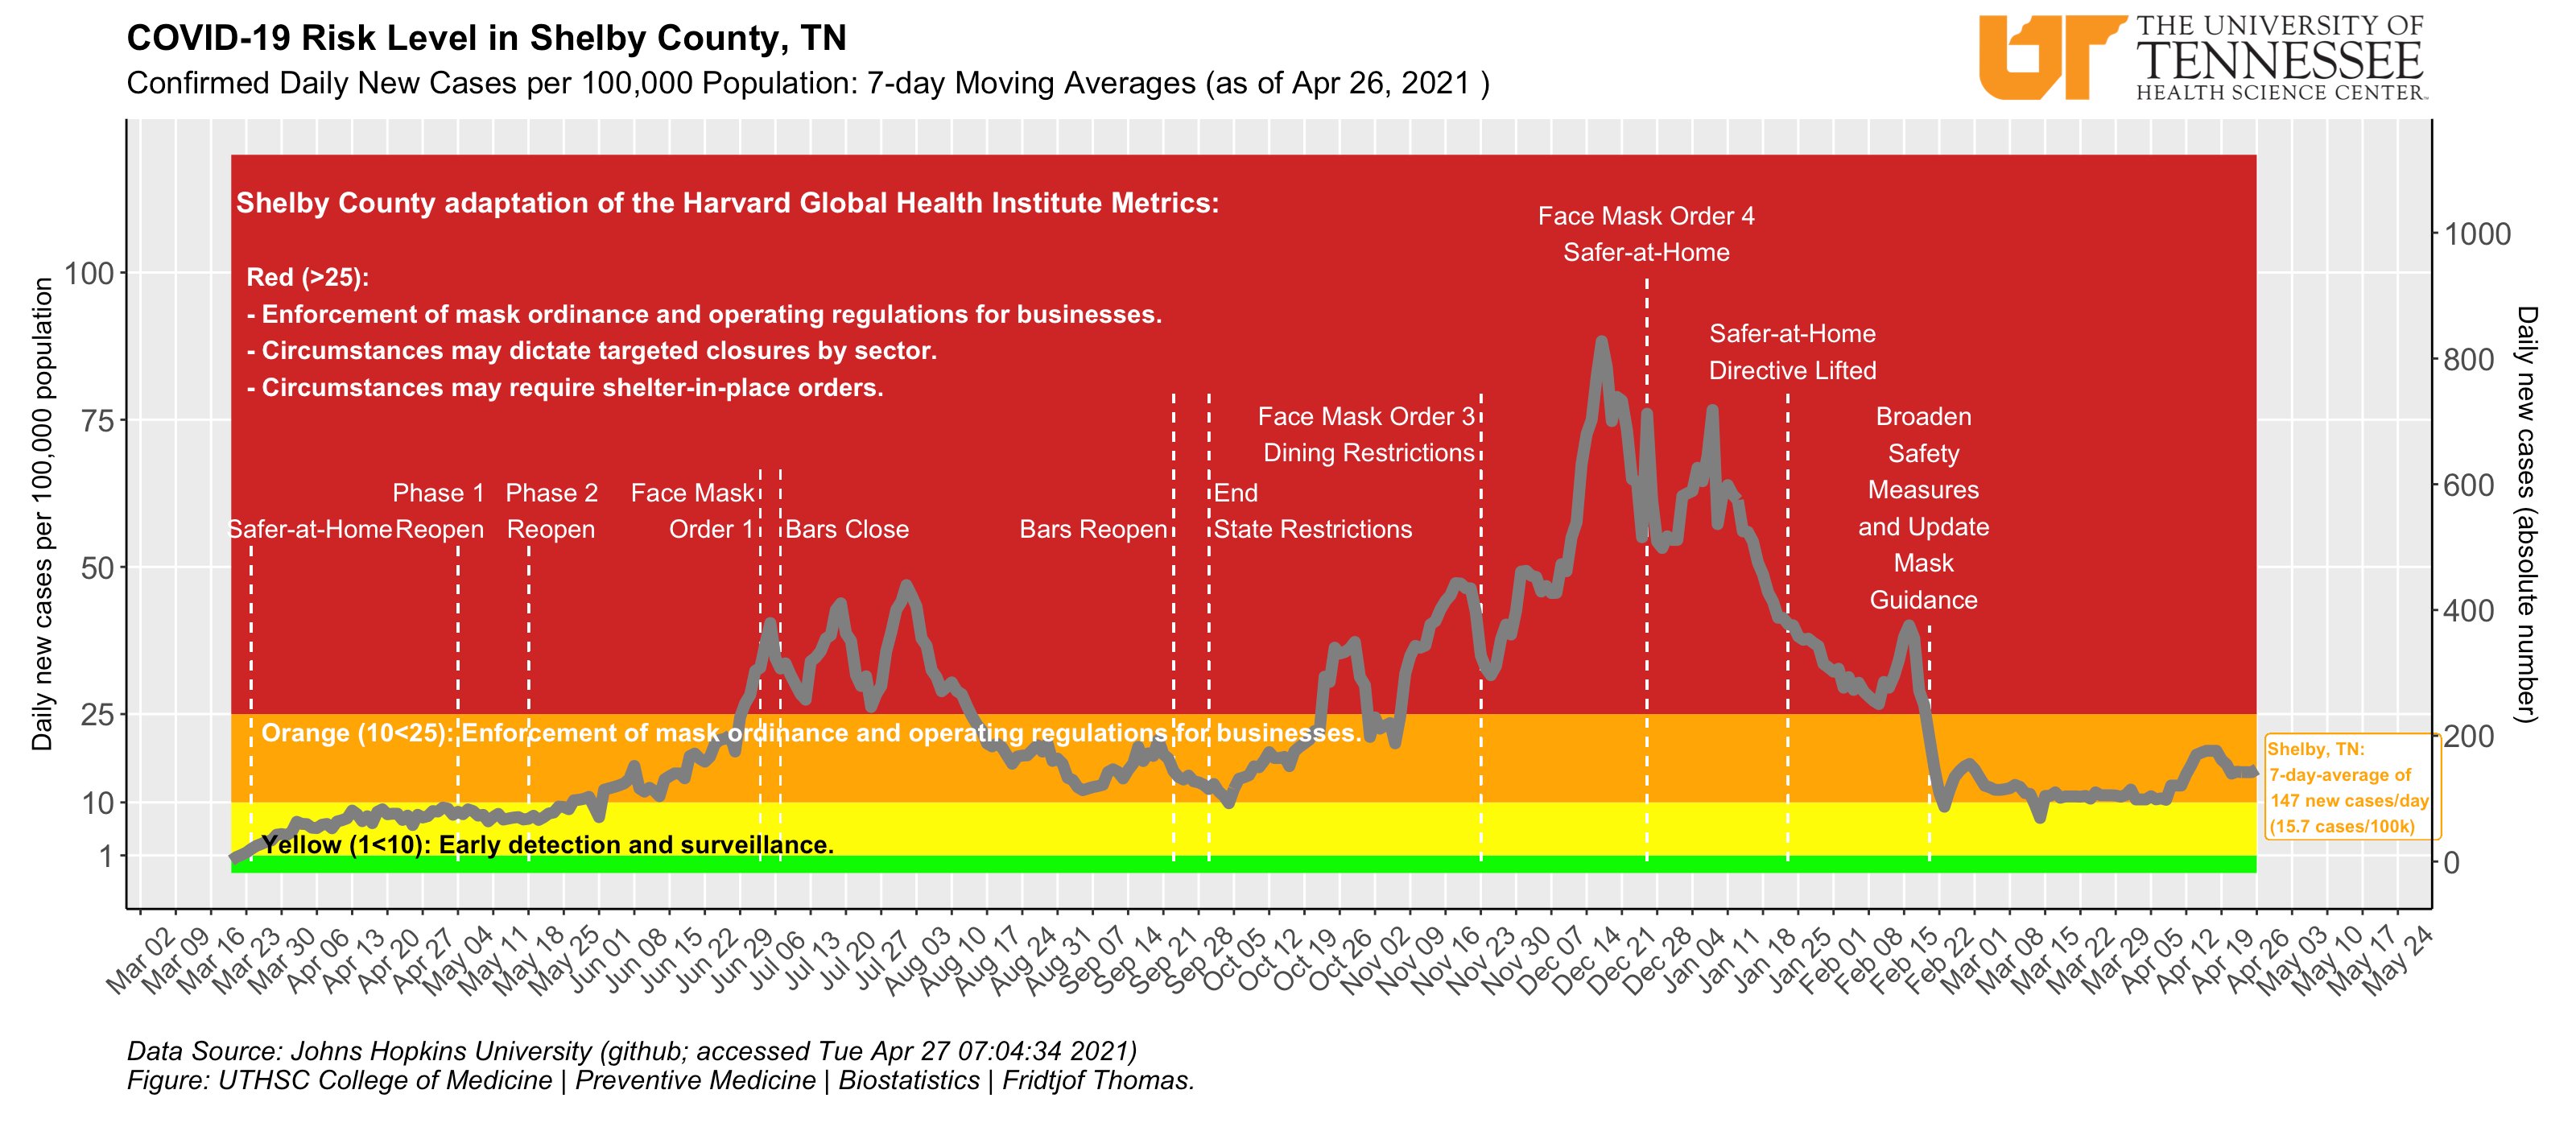 COVID-19 Risk Level in Shelby County, TN
Confirmed Daily New Cases per 100,000 Population: 7-day Moving Averages (as of Apr 26, 2021 )
UT
THE UNIVERSITY OF
TENNESSEE
HEALTH SCIENCE CENTER™
Daily new cases per 100,000 population
100
75
50
25
10
1
Shelby County adaptation of the Harvard Global Health Institute Metrics:
Red (>25):
- Enforcement of mask ordinance and operating regulations for businesses.
- Circumstances may dictate targeted closures by sector.
- Circumstances may require shelter-in-place orders.
Safer-at-Home
Phase 1
Reopen
Phase 2
Reopen
Face Mask
Order 1
Bars Close
Bars Reopen
End
State Restrictions
Face Mask Order 3
Dining Restrictions
Face Mask Order 4
Safer-at-Home
Safer-at-Home
Directive Lifted
Broaden
Safety
Measures
and Update
Mask
Guidance
Orange (10<25): Enforcement of mask ordinance and operating regulations for businesses.
Yellow (1<10): Early detection and surveillance.
1000
800
600
400
200
0
Daily new cases (absolute number)
Shelby, TN:
7-day-average of
147 new cases/day
(15.7 cases/100k)
Mar 02
Mar 09
Mar 16
Mar 23
Mar 30
Apr 06
Apr 13
Apr 20
Apr 27
May 04
May 11
May 18
May 25
Jun 01
Jun 08
Jun 15
Jun 22
Jun 29
Jul 06
Jul 13
Jul 20
Jul 27
Aug 03
Aug 10
Aug 17
Aug 24
Aug 31
Sep 07
Sep 14
Sep 21
Sep 28
Oct 05
Oct 12
Oct 19
Oct 26
Nov 02
Nov 09
Nov 16
Nov 23
Nov 30
Dec 07
Dec 14
Dec 21
Dec 28
Jan 04
Jan 11
Jan 18
Jan 25
Feb 01
Feb 08
Feb 15
Feb 22
Mar 01
Mar 08
Mar 15
Mar 22
Mar 29
Apr 05
Apr 12
Apr 19
Apr 26
May 03
May 10
May 17
May 24
Data Source: Johns Hopkins University (github; accessed Tue Apr 27 07:04:34 2021)
Figure: UTHSC College of Medicine | Preventive Medicine | Biostatistics | Fridtjof Thomas.